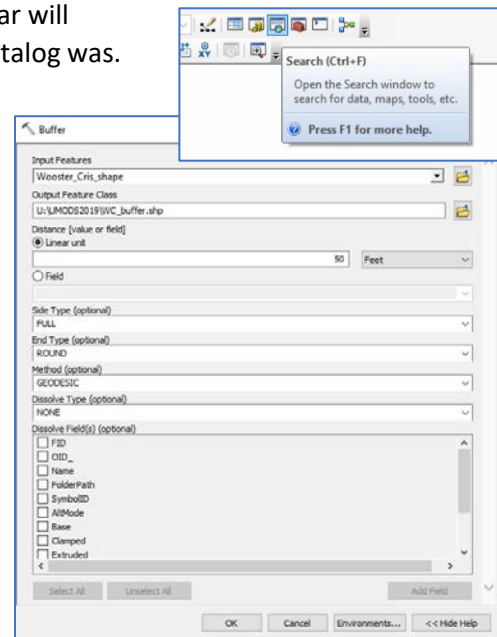 ar will
talog was.
Search (Ctrl+F)
Open the Search window to
search for data, maps, tools, etc.
Press F1 for more help.
Buffer
Input Features
Wooster_Cris_shape
Output Feature Class
U:\JMODS2019\WC_buffer.shp
Distance [value or field]
Linear unit
50 Feet
Field
Side Type (optional)
FULL
End Type (optional)
ROUND
Method (optional)
GEODESIC
Dissolve Type (optional)
NONE
Dissolve Field(s) (optional)
FID
OID_
Name
FolderPath
SymbolID
AltMode
Base
Clamped
Extruded
Select All Unselect All Add Field
OK Cancel Environments... << Hide Help